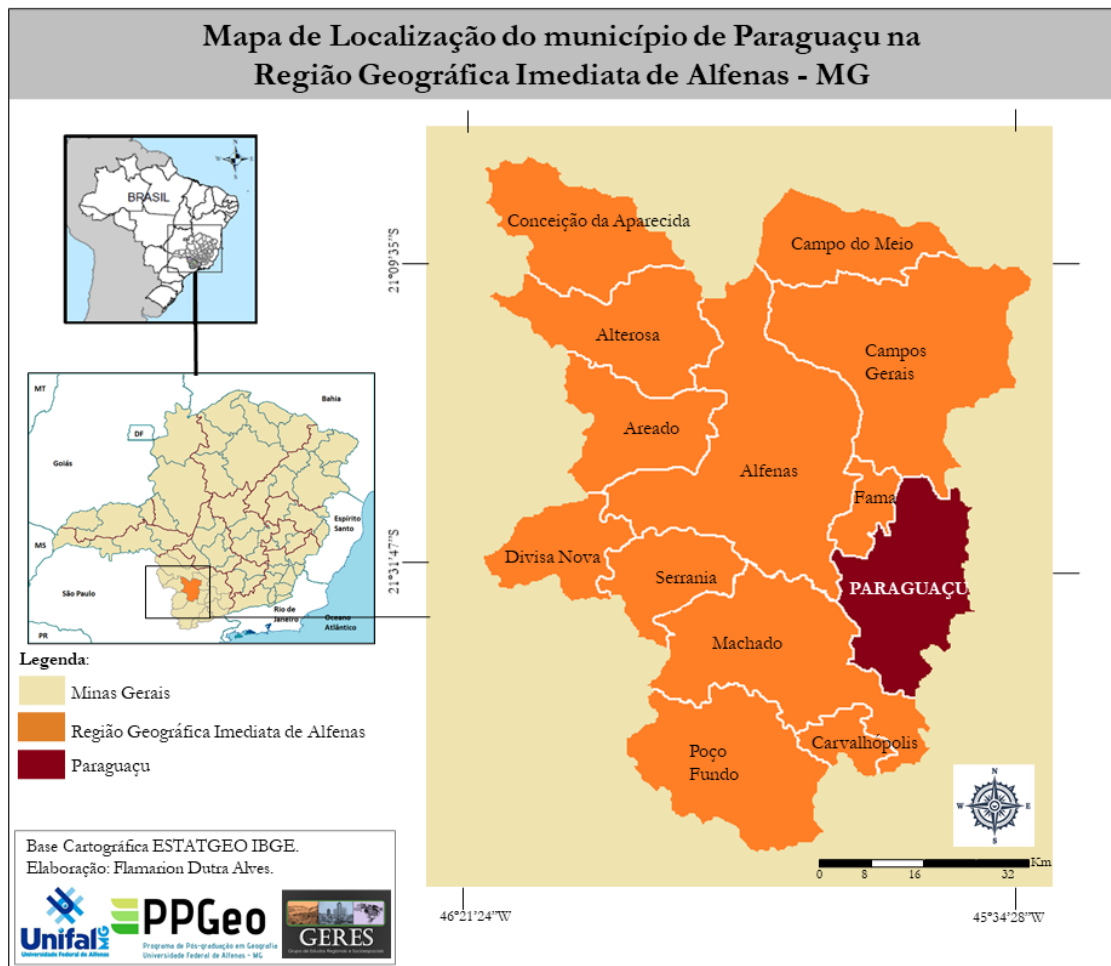 Mapa de Localização do município de Paraguaçu na
Região Geográfica Imediata de Alfenas - MG
BRASIL
N
W
E
S
MT
Bahia
DF
Goiás
Espírito
Santo
MS
São Paulo
Rio de
Janeiro
Oceano
Atlântico
PR
Legenda:
Minas Gerais
Região Geográfica Imediata de Alfenas
Paraguaçu
Base Cartográfica ESTATGEO IBGE.
Elaboração: Flamarion Dutra Alves.
Unifal MG
Universidade Federal de Alfenas
PPGeo
Programa de Pós-graduação em Geografia
Universidade Federal de Alfenas - MG
GERES
21°09'35"S
21°31'47"S
Conceição da Aparecida
Campo do Meio
Alterosa
Campos
Gerais
Areado
Alfenas
Fama
Divisa Nova
Serrania
PARAGUAÇU
Machado
Carvalhópolis
Poço
Fundo
N
W
E
S
Km
0 8 16 32
46°21'24"W
45°34'28"W